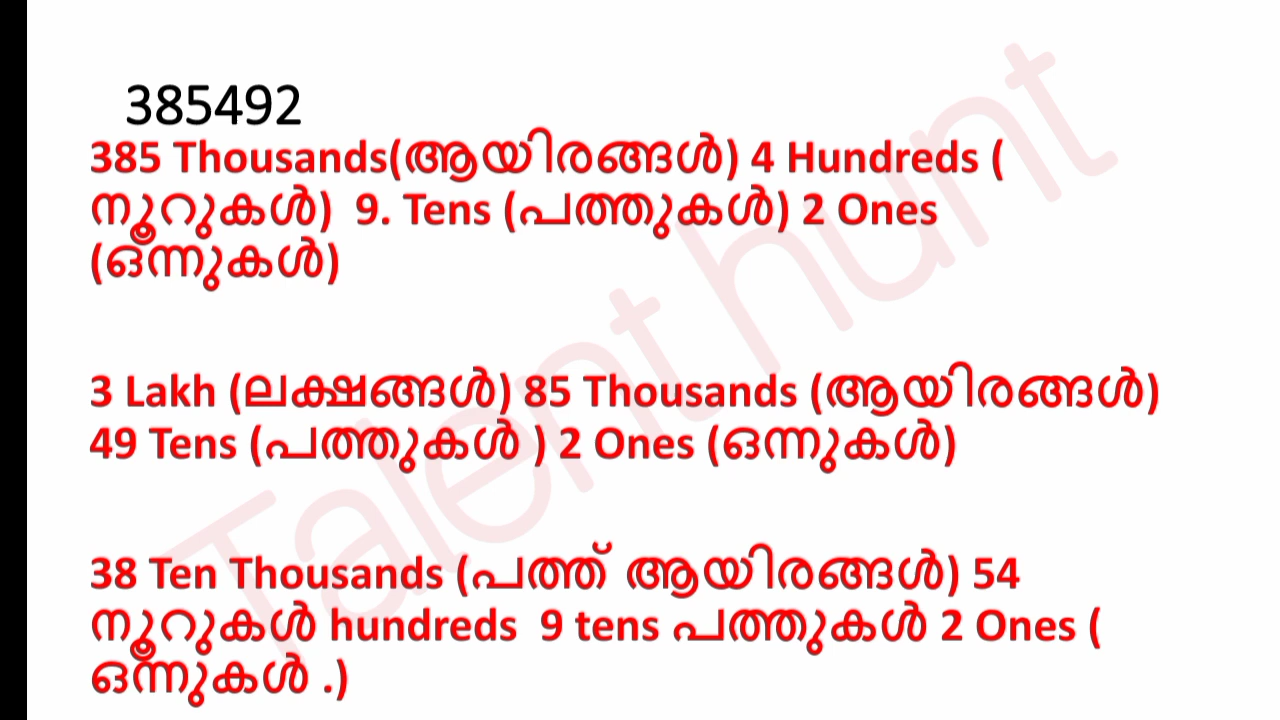 385492
385 Thousands(ആയിരങ്ങൾ) 4 Hundreds (
നൂറുകൾ)  9. Tens (പത്തുകൾ) 2 Ones
(ഒന്നുകൾ)
3 Lakh (ലക്ഷങ്ങൾ) 85 Thousands (ആയിരങ്ങൾ)
49 Tens (പത്തുകൾ ) 2 Ones (ഒന്നുകൾ)
38 Ten Thousands (പത്ത് ആയിരങ്ങൾ) 54
നൂറുകൾ hundreds  9 tens പത്തുകൾ 2 Ones (
ഒന്നുകൾ .)
Talent hunt